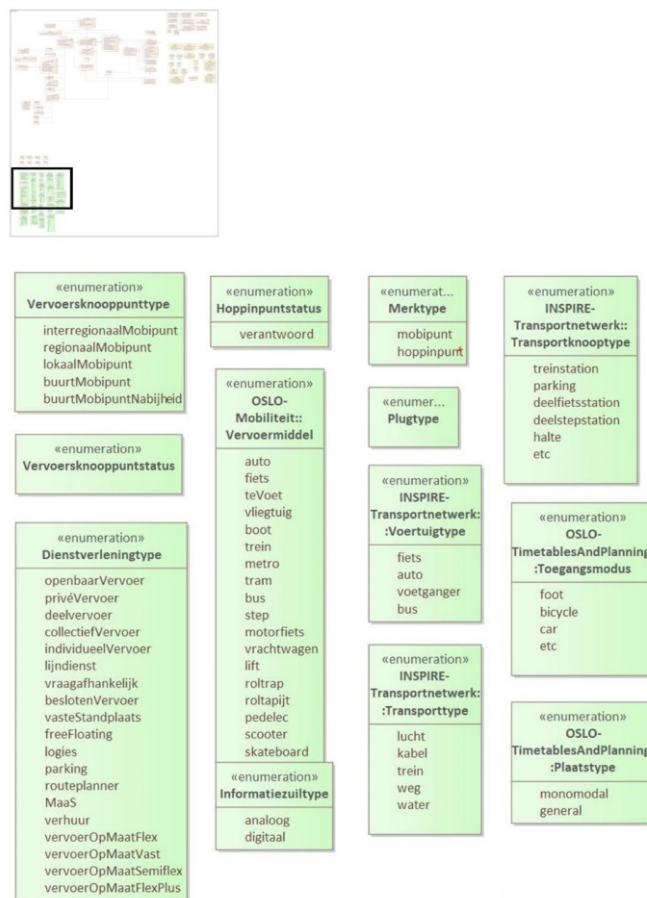 «enumeration»
Vervoersknooppunttype
interregionaalMobipunt
regionaalMobipunt
lokaalMobipunt
buurtMobipunt
buurtMobipuntNabijheid
«enumeration»
Vervoersknooppuntstatus
«enumeration»
Dienstverleningtype
openbaarVervoer
privéVervoer
deelvervoer
collectiefVervoer
individueelVervoer
lijndienst
vraagafhankelijk
beslotenVervoer
vasteStandplaats
freeFloating
logies
parking
routeplanner
MaaS
verhuur
vervoerOpMaatFlex
vervoerOpMaatVast
vervoerOpMaatSemiflex
vervoerOpMaatFlexPlus
«enumeration»
Hoppinpuntstatus
verantwoord
«enumeration»
OSLO-
Mobiliteit::
Vervoermiddel
auto
fiets
teVoet
vliegtuig
boot
trein
metro
tram
bus
step
motorfiets
vrachtwagen
lift
roltrap
roltapijt
pedelec
scooter
skateboard
«enumeration»
Informatiezuiltype
analoog
digitaal
«enumerat...
Merktype
mobipunt
hoppinpunt
«enumer...
Plugtype
«enumeration»
INSPIRE-
Transportnetwerk:
:Voertuigtype
fiets
auto
voetganger
bus
«enumeration»
INSPIRE-
Transportnetwerk:
:Transporttype
lucht
kabel
trein
weg
water
«enumeration»
INSPIRE-
Transportnetwerk::
Transportknooptype
treinstation
parking
deelfietsstation
deelstepstation
halte
etc
«enumeration»
OSLO-
TimetablesAndPlanning
:Toegangsmodus
foot
bicycle
car
etc
«enumeration»
OSLO-
TimetablesAndPlanning
:Plaatstype
monomodal
general